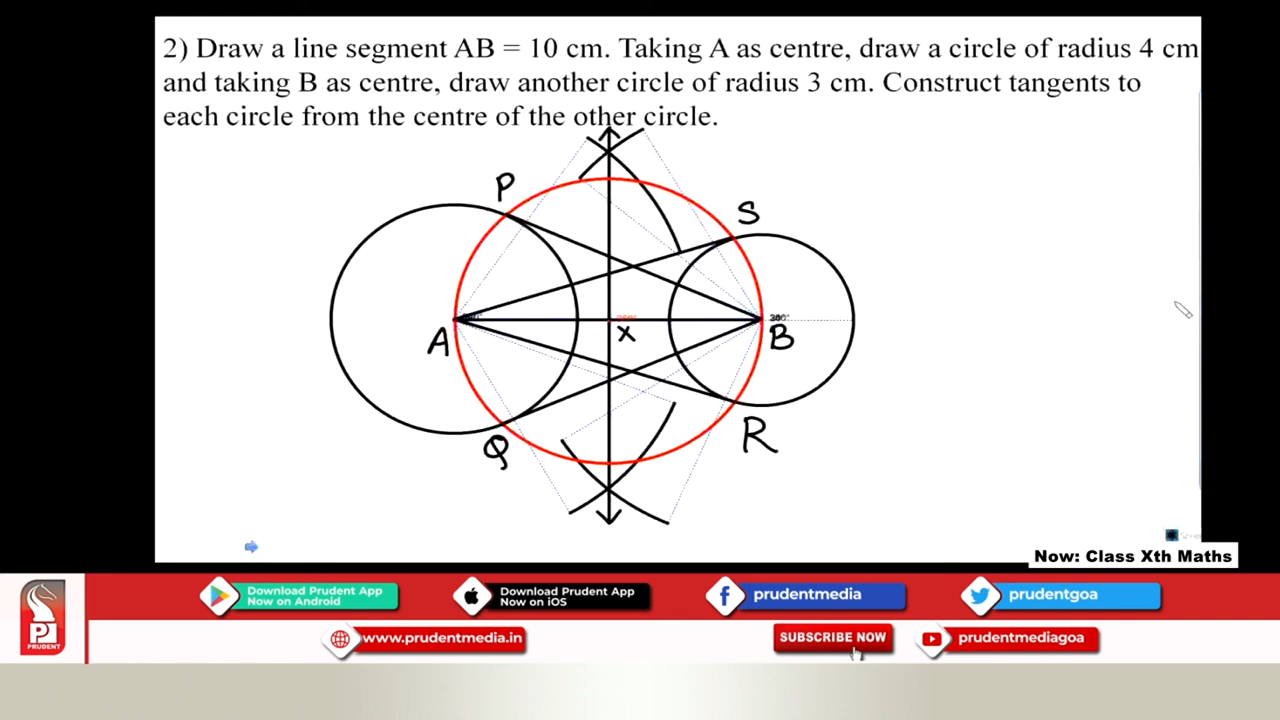 2) Draw a line segment AB = 10 cm. Taking A as centre, draw a circle of radius 4 cm
and taking B as centre, draw another circle of radius 3 cm. Construct tangents to
each circle from the centre of the other circle.
P
S
A
X
B
Q
R
Now: Class Xth Maths
Download Prudent App
Now on Android
Download Prudent App
Now on iOS
prudentmedia
prudentgoa
PRUDENT
www.prudentmedia.in
SUBSCRIBE NOW
prudentmediagoa